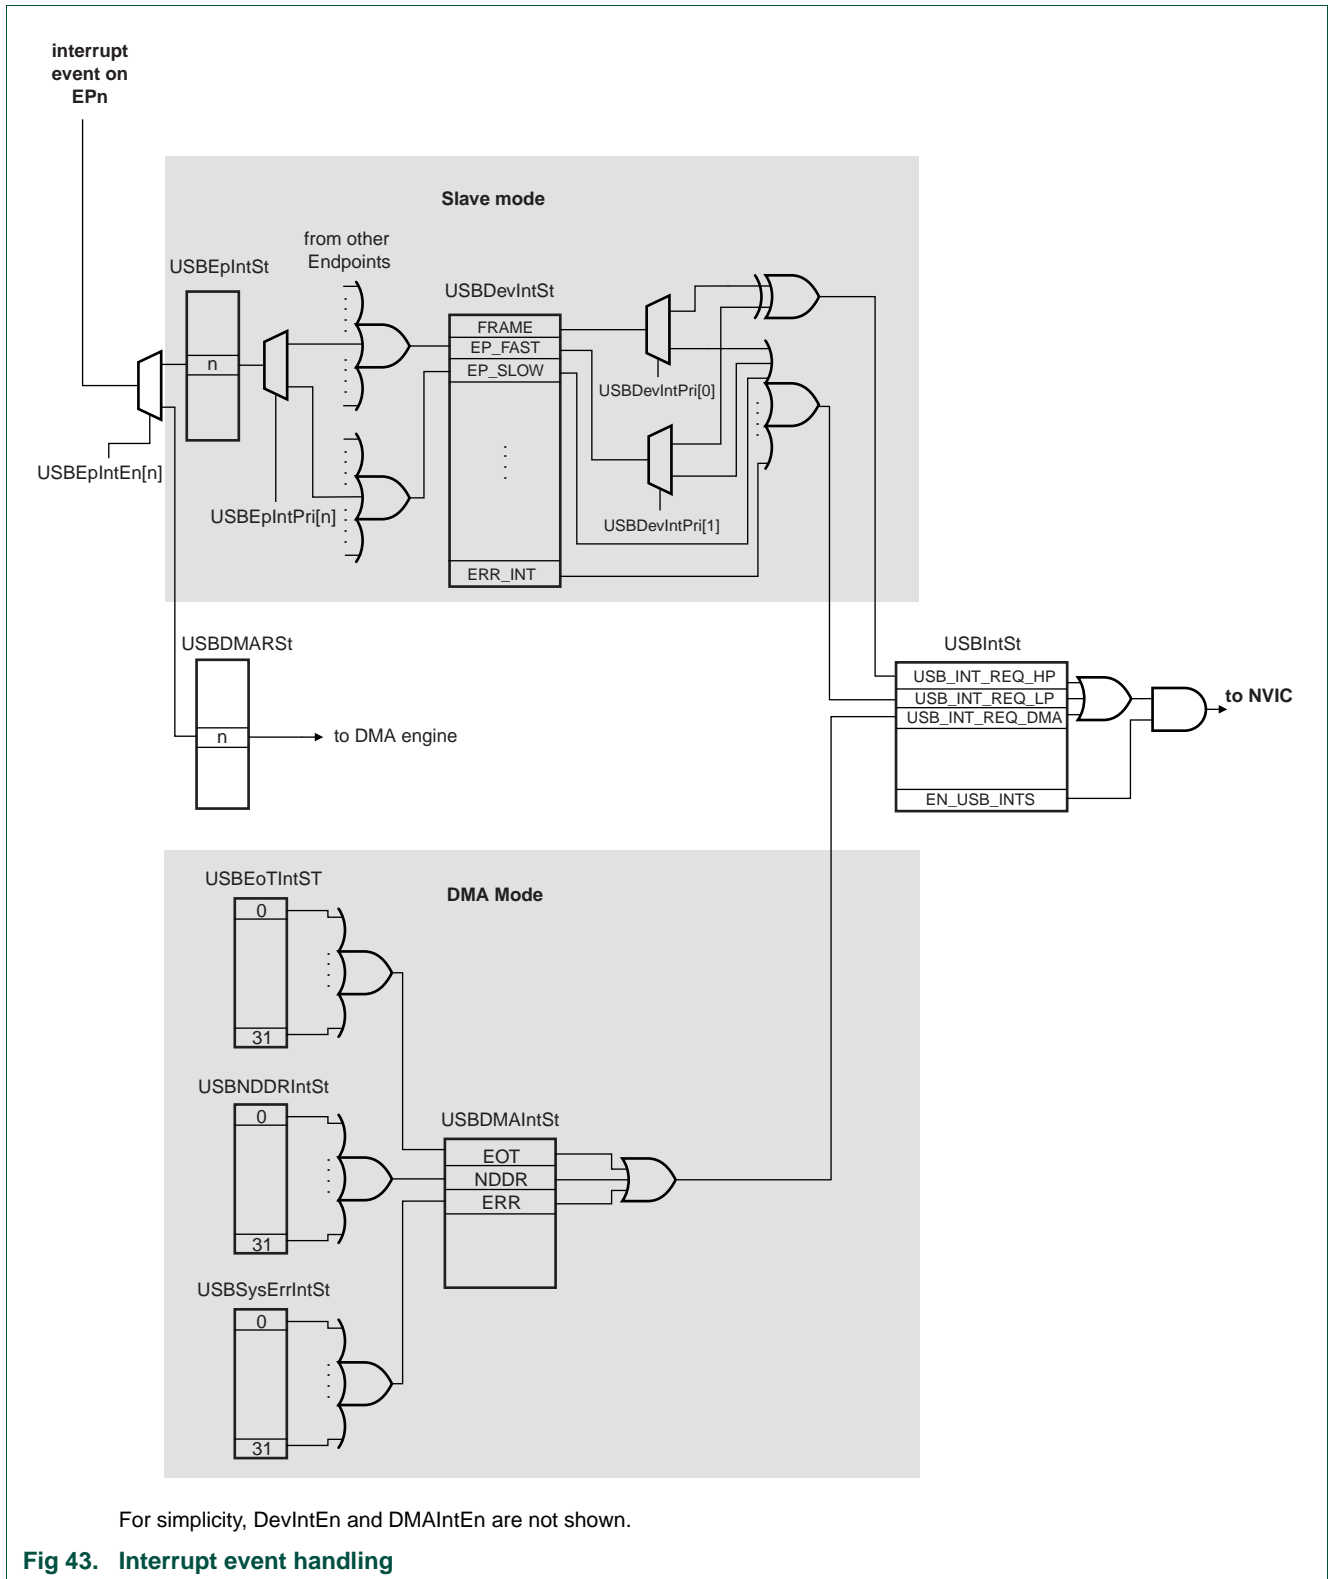 interrupt
event on
EPn
Slave mode
from other
Endpoints
USBEpIntSt
USBDevIntSt
FRAME
EP_FAST
EP_SLOW
n
USBDevIntPri[0]
USBEpIntEn[n]
USBEpIntPri[n]
USBDevIntPri[1]
ERR_INT
USBDMARSt
USBIntSt
USB_INT_REQ_HP
USB_INT_REQ_LP
USB_INT_REQ_DMA
to NVIC
n
to DMA engine
EN_USB_INTS
USBEoTIntST
DMA Mode
0
31
USBNDDRIntSt
0
USBDMAIntSt
EOT
NDDR
ERR
31
USBSysErrIntSt
0
31
For simplicity, DevIntEn and DMAIntEn are not shown.
Fig 43. Interrupt event handling